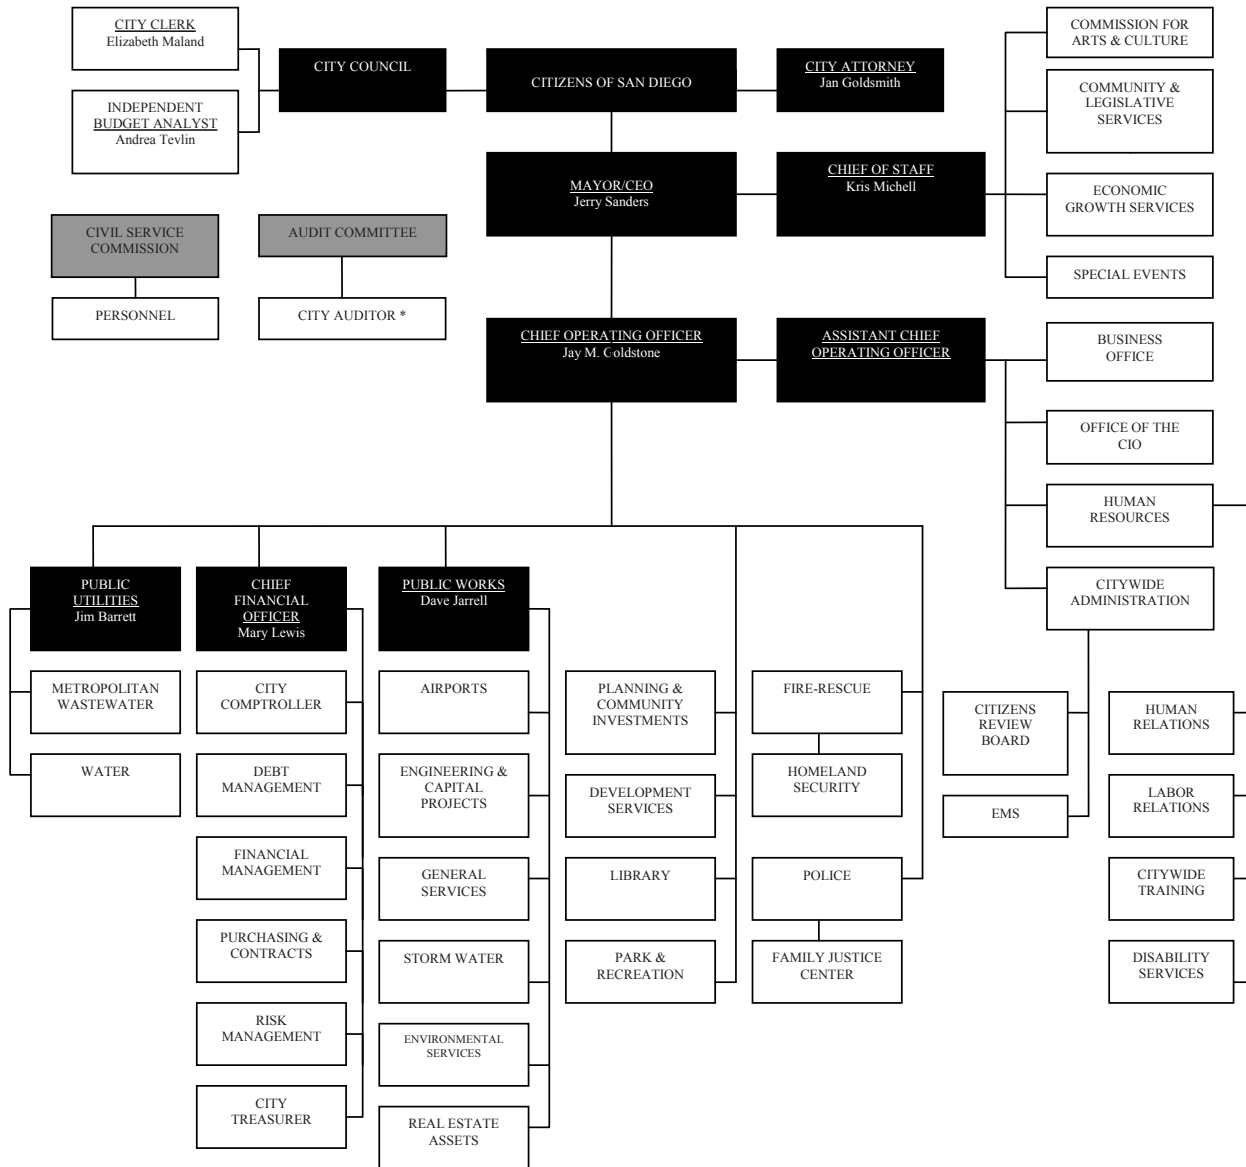 CITY CLERK
Elizabeth Maland
CITY COUNCIL
CITIZENS OF SAN DIEGO
CITY ATTORNEY
Jan Goldsmith
COMMISSION FOR
ARTS & CULTURE
INDEPENDENT
BUDGET ANALYST
Andrea Tevlin
COMMUNITY &
LEGISLATIVE
SERVICES
MAYOR/CEO
Jerry Sanders
CHIEF OF STAFF
Kris Michell
ECONOMIC
GROWTH SERVICES
CIVIL SERVICE
COMMISSION
AUDIT COMMITTEE
SPECIAL EVENTS
PERSONNEL
CITY AUDITOR *
CHIEF OPERATING OFFICER
Jay M. Goldstone
ASSISTANT CHIEF
OPERATING OFFICER
BUSINESS
OFFICE
OFFICE OF THE
CIO
HUMAN
RESOURCES
CITYWIDE
ADMINISTRATION
PUBLIC
UTILITIES
Jim Barrett
CHIEF
FINANCIAL
OFFICER
Mary Lewis
PUBLIC WORKS
Dave Jarrell
METROPOLITAN
WASTEWATER
WATER
CITY
COMPTROLLER
DEBT
MANAGEMENT
FINANCIAL
MANAGEMENT
PURCHASING &
CONTRACTS
RISK
MANAGEMENT
CITY
TREASURER
AIRPORTS
ENGINEERING &
CAPITAL
PROJECTS
GENERAL
SERVICES
STORM WATER
ENVIRONMENTAL
SERVICES
REAL ESTATE
ASSETS
PLANNING &
COMMUNITY
INVESTMENTS
DEVELOPMENT
SERVICES
LIBRARY
PARK &
RECREATION
FIRE-RESCUE
HOMELAND
SECURITY
POLICE
FAMILY JUSTICE
CENTER
CITIZENS
REVIEW
BOARD
EMS
HUMAN
RELATIONS
LABOR
RELATIONS
CITYWIDE
TRAINING
DISABILITY
SERVICES